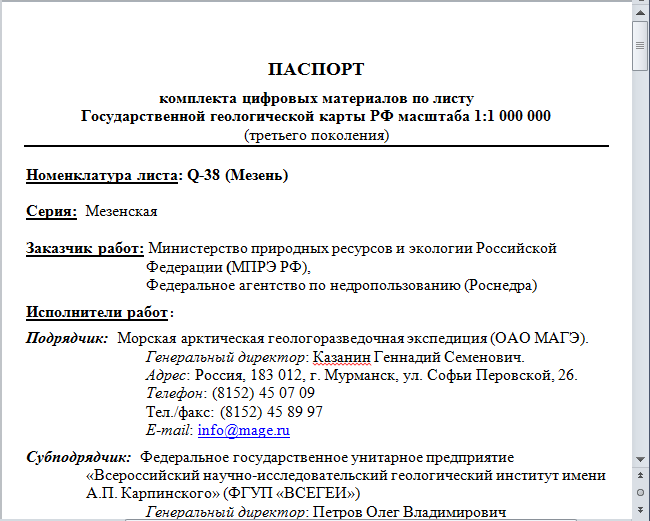 ПАСПОРТ
комплекта цифровых материалов по листу
Государственной геологической карты РФ масштаба 1:1 000 000
(третьего поколения)
Номенклатура листа: Q-38 (Мезень)
Серия: Мезенская
Заказчик работ: Министерство природных ресурсов и экологии Российской
Федерации (МПРЭ РФ),
Федеральное агентство по недропользованию (Роснедра)
Исполнители работ:
Подрядчик: Морская арктическая геологоразведочная экспедиция (ОАО МАГЭ).
Генеральный директор: Казанин Геннадий Семенович.
Адрес: Россия, 183 012, г. Мурманск, ул. Софьи Перовской, 26.
Телефон: (8152) 45 07 09
Тел./факс: (8152) 45 89 97
E-mail: info@mage.ru
Субподрядчик: Федеральное государственное унитарное предприятие
«Всероссийский научно-исследовательский геологический институт имени
А.П. Карпинского» (ФГУП «ВСЕГЕИ»)
Генеральный директор: Петров Олег Владимирович